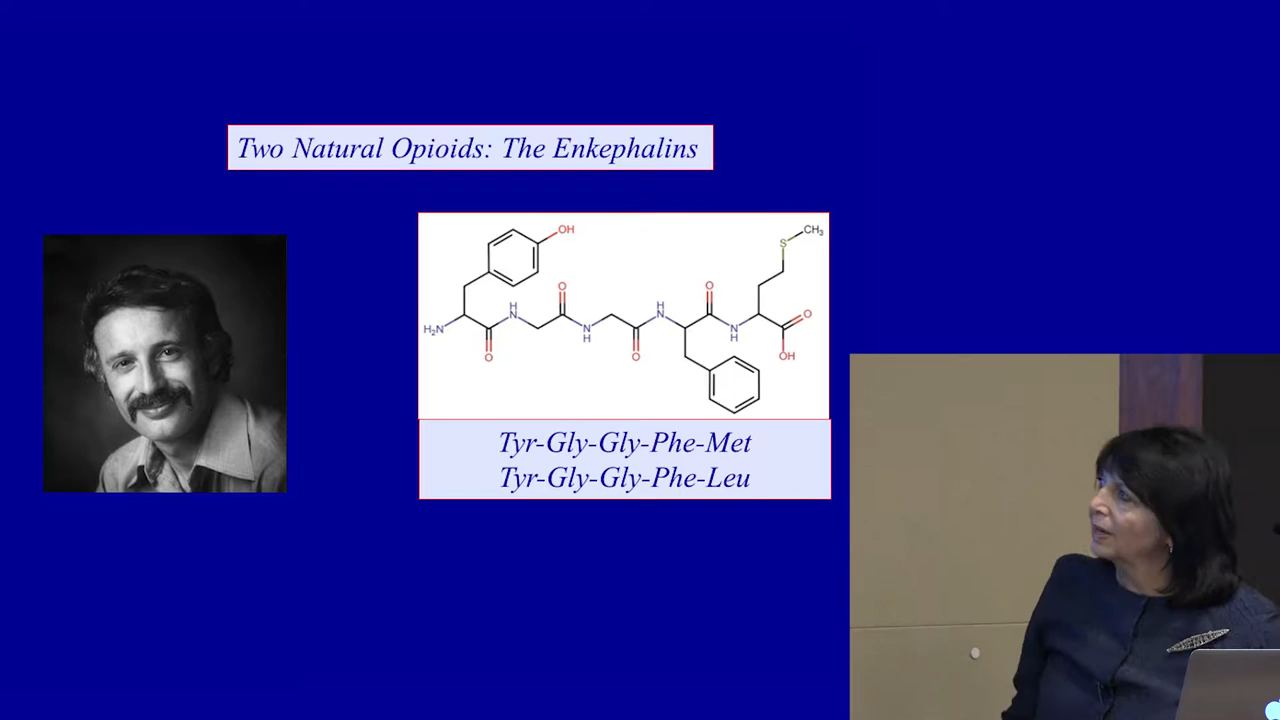 Two Natural Opioids: The Enkephalins
OH
S
CH3
H2N
O
H
N
O
N
H
O
H
N
O
N
H
O
OH
Tyr-Gly-Gly-Phe-Met
Tyr-Gly-Gly-Phe-Leu